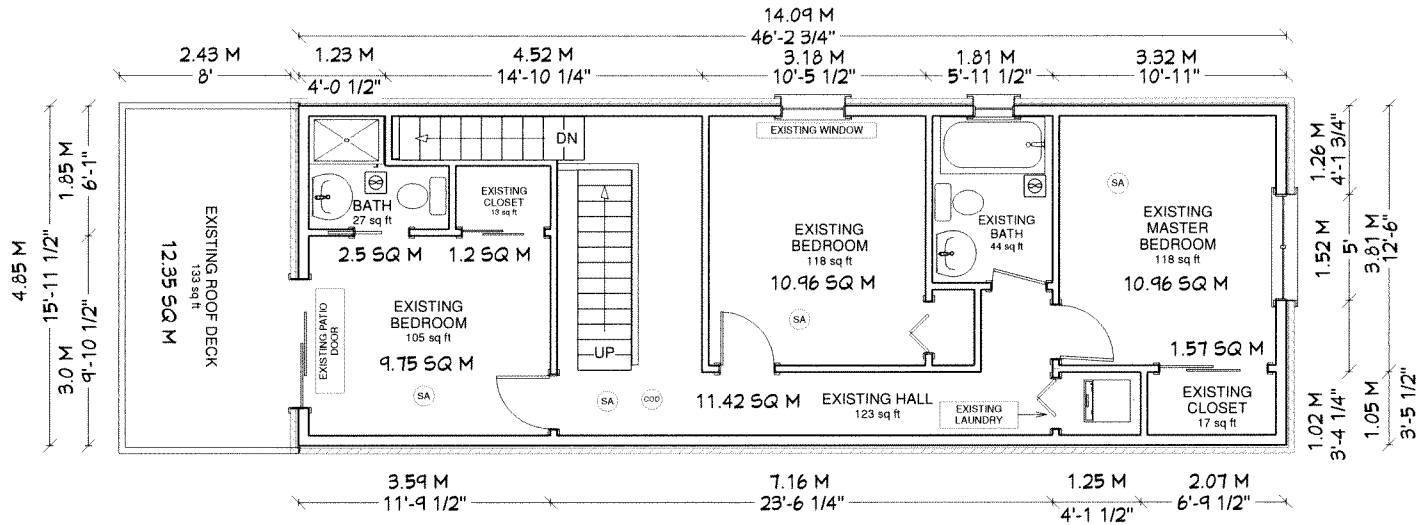 14.09 M
46'-2 3/4"
2.43 M
8'
1.23 M
4'-0 1/2"
4.52 M
14'-10 1/4"
3.18 M
10'-5 1/2"
1.81 M
5'-11 1/2"
3.32 M
10'-11"
4.85 M
15'-11 1/2"
1.85 M
6'-1"
3.0 M
9'-10 1/2"
EXISTING ROOF DECK
133 sq ft
12.35 SQ M
BATH
27 sq ft
2.5 SQ M
EXISTING
CLOSET
13 sq ft
1.2 SQ M
DN
UP
EXISTING PATIO
DOOR
EXISTING
BEDROOM
105 sq ft
9.75 SQ M
SA
SA
COD
EXISTING WINDOW
EXISTING
BEDROOM
118 sq ft
10.96 SQ M
SA
EXISTING
BATH
44 sq ft
SA
EXISTING
MASTER
BEDROOM
118 sq ft
10.96 SQ M
1.57 SQ M
EXISTING
CLOSET
17 sq ft
11.42 SQ M
EXISTING HALL
123 sq ft
EXISTING
LAUNDRY
1.26 M
4'-1 3/4"
1.52 M
5'
3.81 M
12'-6"
1.02 M
3'-4 1/4"
1.05 M
3'-5 1/2"
3.59 M
11'-9 1/2"
7.16 M
23'-6 1/4"
1.25 M
4'-1 1/2"
2.07 M
6'-9 1/2"